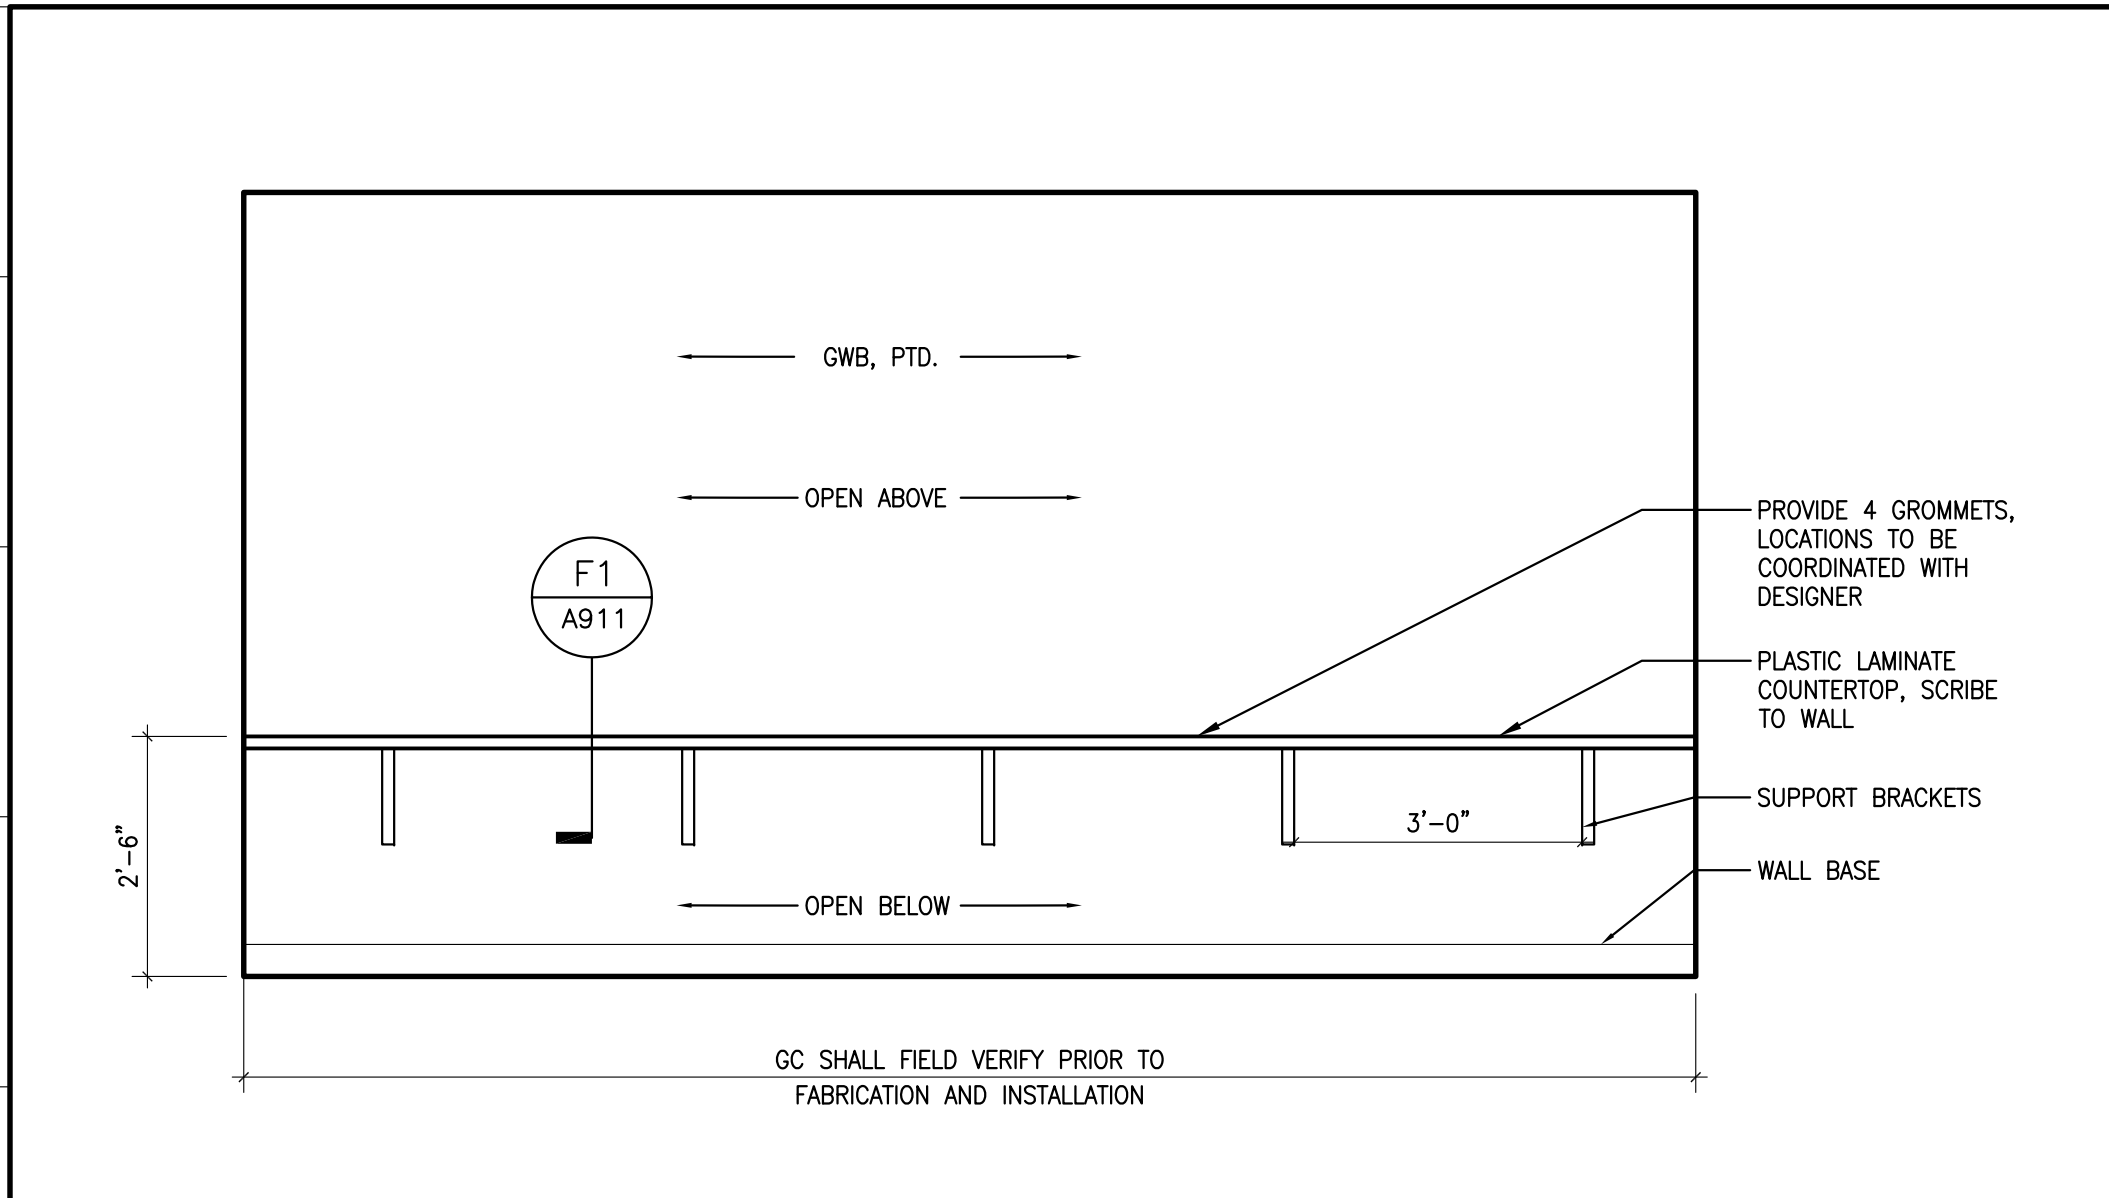 GWB, PTD.
OPEN ABOVE
F1
A911
PROVIDE 4 GROMMETS,
LOCATIONS TO BE
COORDINATED WITH
DESIGNER
PLASTIC LAMINATE
COUNTERTOP, SCRIBE
TO WALL
SUPPORT BRACKETS
3'-0"
2'-6"
WALL BASE
OPEN BELOW
GC SHALL FIELD VERIFY PRIOR TO
FABRICATION AND INSTALLATION